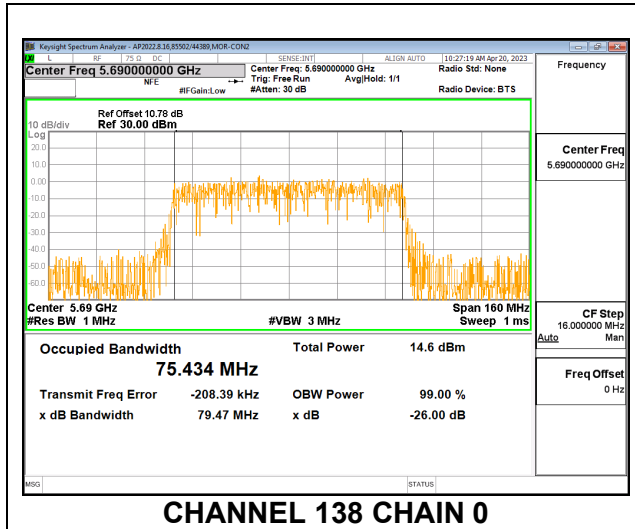 Keysight Spectrum Analyzer - AP2022.8.16,85502/44389,MOR-CON2
L RF 75 Ω DC SENSE:INT ALIGN AUTO 10:27:19 AM Apr 20, 2023
Center Freq 5.690000000 GHz Center Freq: 5.690000000 GHz Radio Std: None
NFE Trig: Free Run Avg|Hold: 1/1
#IFGain:Low #Atten: 30 dB Radio Device: BTS
Frequency
Ref Offset 10.78 dB
10 dB/div Ref 30.00 dBm
Log
20.0
10.0
0.00
-10.0
-20.0
-30.0
-40.0
-50.0
-60.0
Center 5.69 GHz Span 160 MHz
#Res BW 1 MHz #VBW 3 MHz Sweep 1 ms
Center Freq
5.690000000 GHz
CF Step
16.000000 MHz
Auto Man
Freq Offset
0 Hz
Occupied Bandwidth Total Power 14.6 dBm
75.434 MHz
Transmit Freq Error -208.39 kHz OBW Power 99.00 %
x dB Bandwidth 79.47 MHz x dB -26.00 dB
MSG STATUS
CHANNEL 138 CHAIN 0